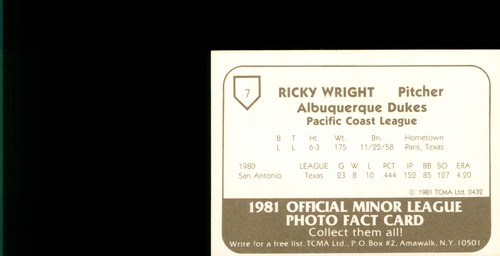 7
RICKY WRIGHT Pitcher
Albuquerque Dukes
Pacific Coast League
B T Ht. Wt. Bn. Hometown
L L 6-3 175 11/22/58 Paris, Texas
1980 LEAGUE G W L PCT IP BB SO ERA
San Antonio Texas 23 8 10 .444 152 85 127 4.20
© 1981 TCMA Ltd. 0432
1981 OFFICIAL MINOR LEAGUE
PHOTO FACT CARD
Collect them all!
Write for a free list. TCMA Ltd., P.O. Box #2, Amawalk, N.Y. 10501